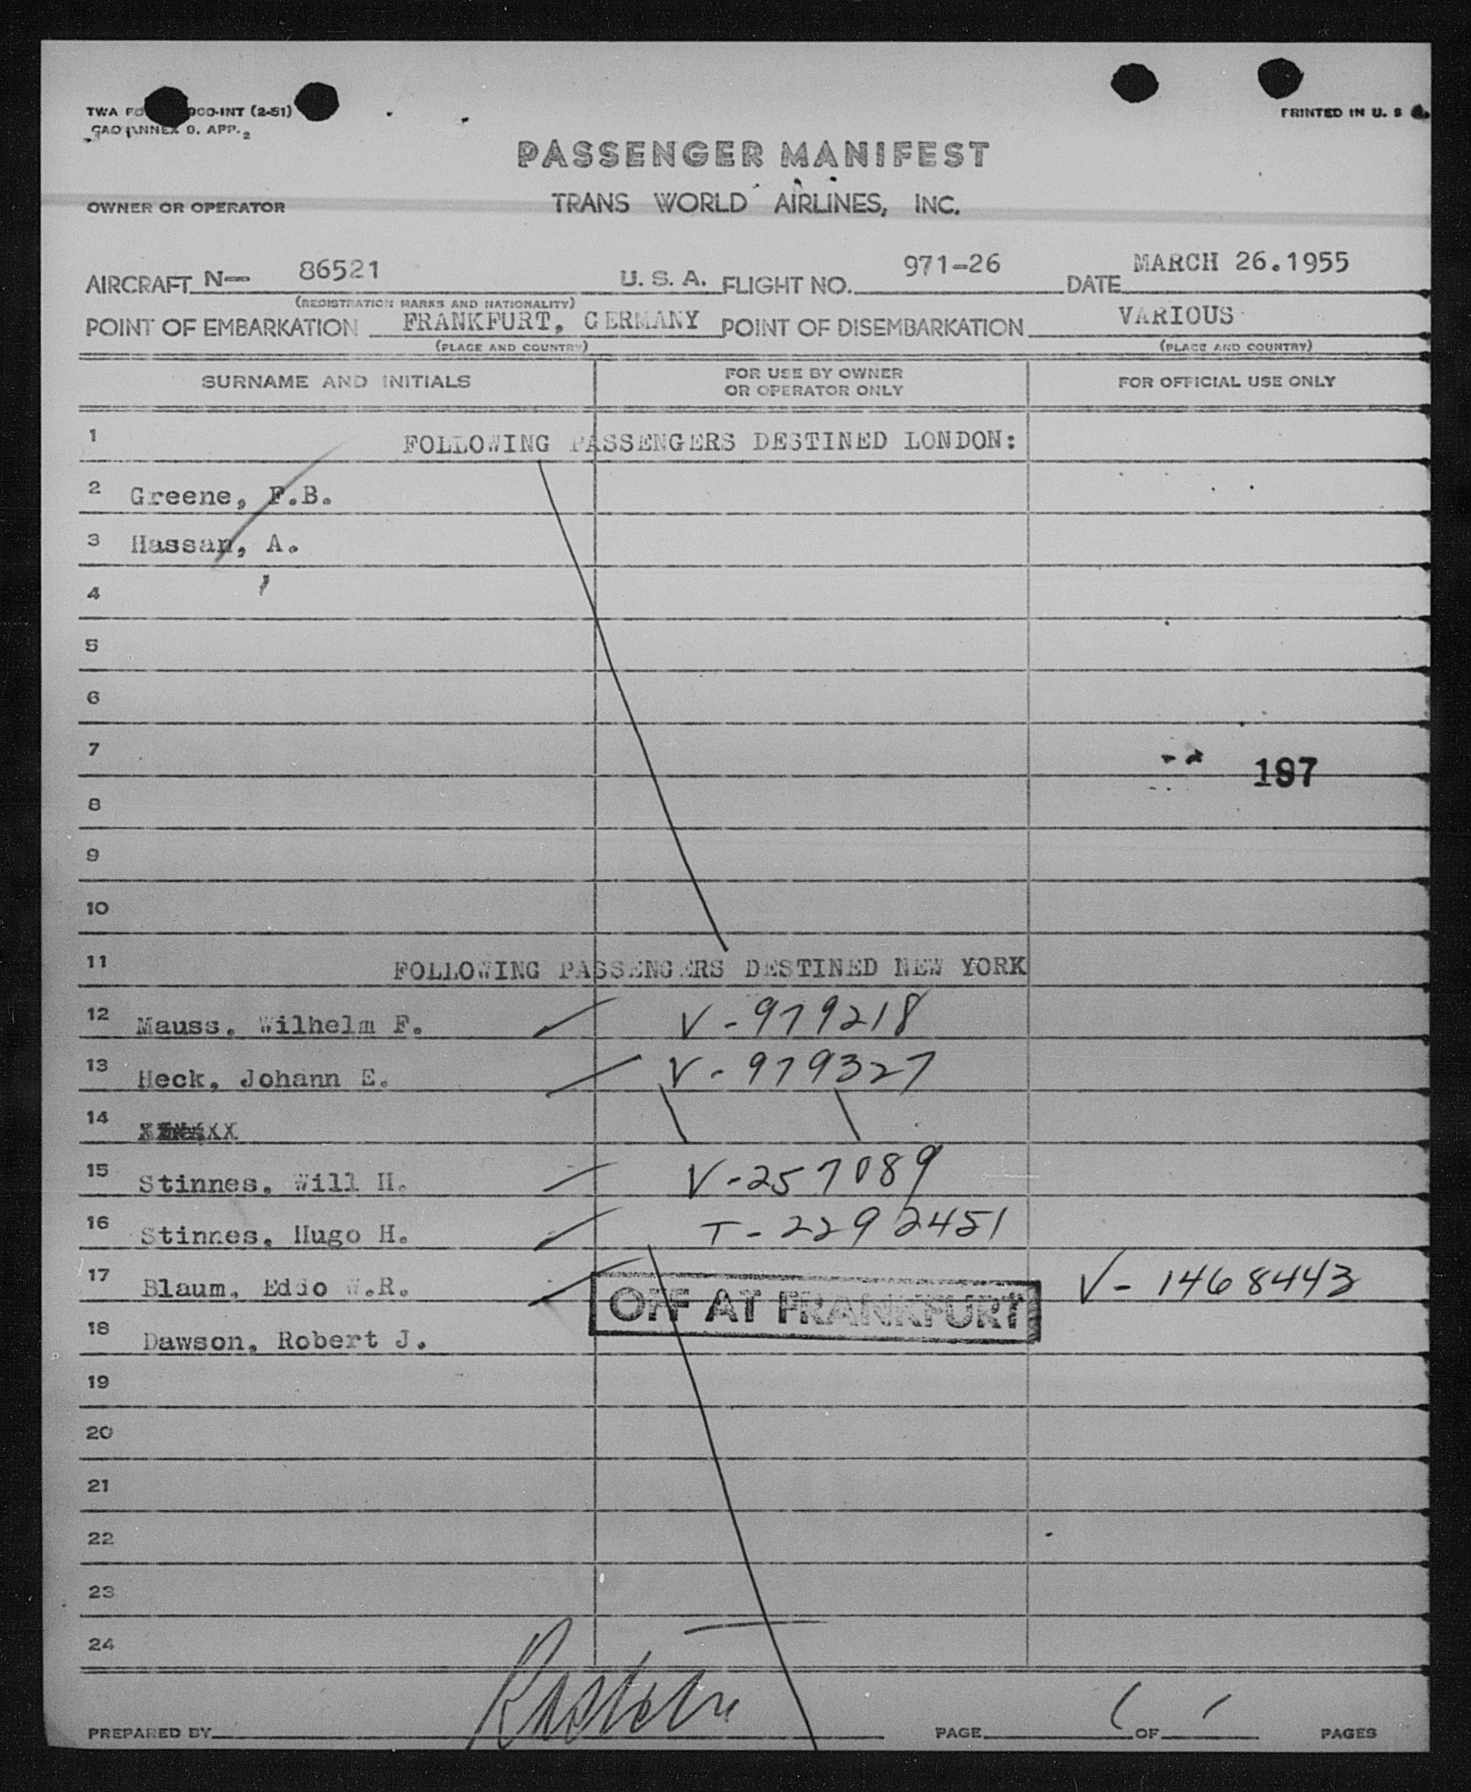 TWA 000-INT (2-51)
ANNEX 9. APP. 2
PRINTED IN U. S
PASSENGER MANIFEST
OWNER OR OPERATOR TRANS WORLD AIRLINES, INC.
AIRCRAFT N— 86521 U. S. A. FLIGHT NO. 971-26 DATE MARCH 26.1955
(REGISTRATION MARKS AND NATIONALITY)
POINT OF EMBARKATION FRANKFURT, GERMANY POINT OF DISEMBARKATION VARIOUS
(PLACE AND COUNTRY) (PLACE AND COUNTRY)
SURNAME AND INITIALS FOR USE BY OWNER OR OPERATOR ONLY FOR OFFICIAL USE ONLY
1 FOLLOWING PASSENGERS DESTINED LONDON:
2 Greene, F.B.
3 Hassan, A.
4
5
6
7 197
8
9
10
11 FOLLOWING PASSENGERS DESTINED NEW YORK
12 Mauss. Wilhelm F. V-979218
13 Heck, Johann E. V-979327
14
15 Stinnes. Will H. V-257089
16 Stinnes. Hugo H. T-2292451
17 Blaum. Eddo W.R. V-1468443
OFF AT FRANKFURT
18 Dawson. Robert J.
19
20
21
22
23
24
PREPARED BY PAGE 1 OF 1 PAGES